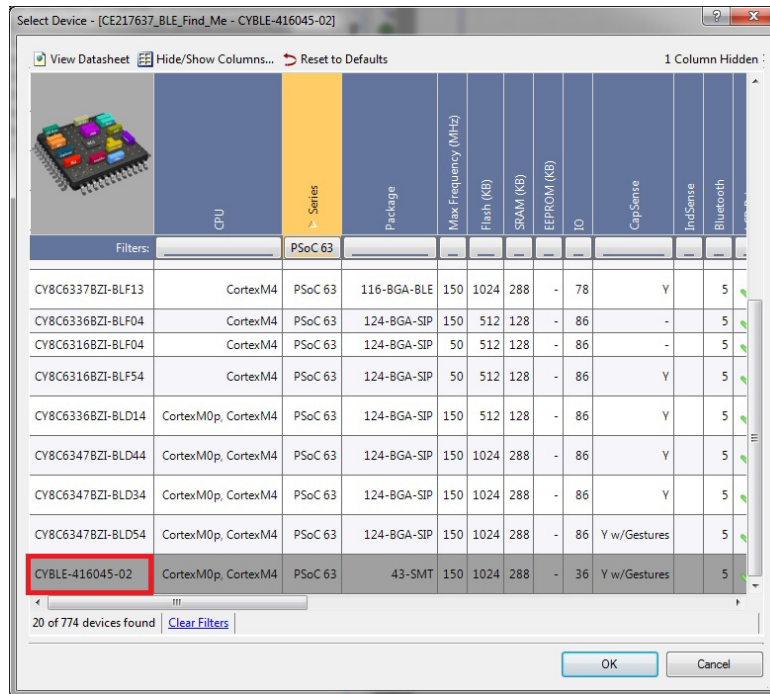 Select Device - [CE217637_BLE_Find_Me - CYBLE-416045-02]
View Datasheet Hide/Show Columns... Reset to Defaults 1 Column Hidden
CPU Series Package Max Frequency (MHz) Flash (KB) SRAM (KB) EEPROM (KB) IO CapSense IndSense Bluetooth
Filters: PSoC 63
CY8C6337BZI-BLF13 CortexM4 PSoC 63 116-BGA-BLE 150 1024 288 - 78 Y 5
CY8C6336BZI-BLF04 CortexM4 PSoC 63 124-BGA-SIP 150 512 128 - 86 - 5
CY8C6316BZI-BLF04 CortexM4 PSoC 63 124-BGA-SIP 50 512 128 - 86 - 5
CY8C6316BZI-BLF54 CortexM4 PSoC 63 124-BGA-SIP 50 512 128 - 86 Y 5
CY8C6336BZI-BLD14 CortexM0p, CortexM4 PSoC 63 124-BGA-SIP 150 512 128 - 86 Y 5
CY8C6347BZI-BLD44 CortexM0p, CortexM4 PSoC 63 124-BGA-SIP 150 1024 288 - 86 Y 5
CY8C6347BZI-BLD34 CortexM0p, CortexM4 PSoC 63 124-BGA-SIP 150 1024 288 - 86 Y 5
CY8C6347BZI-BLD54 CortexM0p, CortexM4 PSoC 63 124-BGA-SIP 150 1024 288 - 86 Y w/Gestures 5
CYBLE-416045-02 CortexM0p, CortexM4 PSoC 63 43-SMT 150 1024 288 - 36 Y w/Gestures 5
20 of 774 devices found Clear Filters
OK Cancel